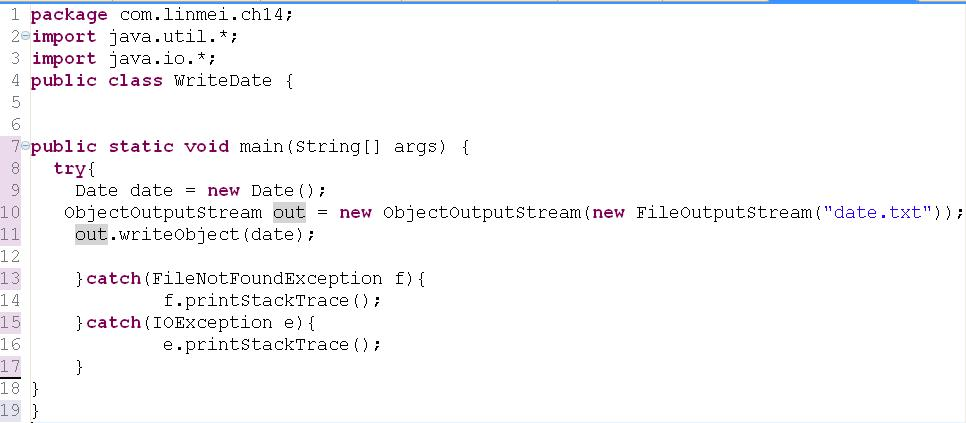 1 package com.linmei.ch14;
2 import java.util.*;
3 import java.io.*;
4 public class WriteDate {
5
6
7 public static void main(String[] args) {
8 try{
9 Date date = new Date();
10 ObjectOutputStream out = new ObjectOutputStream(new FileOutputStream("date.txt"));
11 out.writeObject(date);
12
13 }catch(FileNotFoundException f){
14 f.printStackTrace();
15 }catch(IOException e){
16 e.printStackTrace();
17 }
18 }
19 }